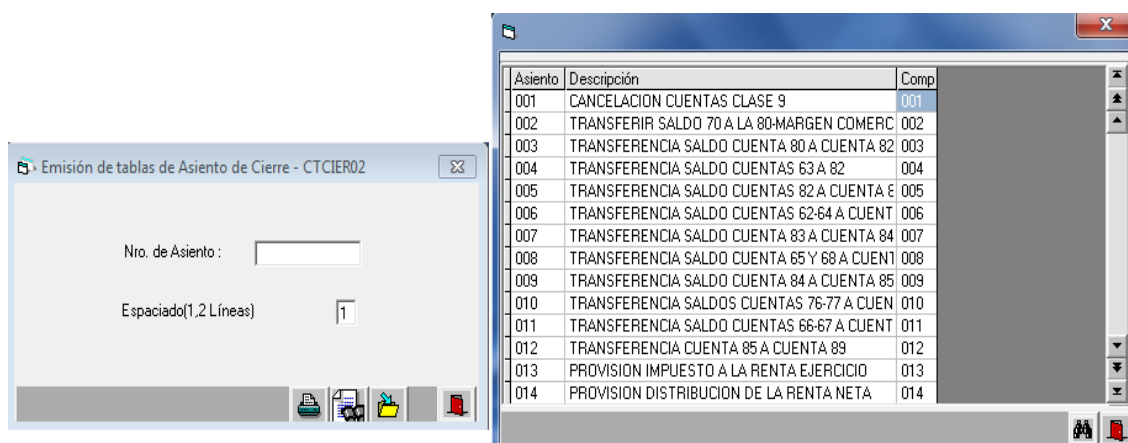 Emisión de tablas de Asiento de Cierre - CTCIER02
Nro. de Asiento :
Espaciado(1,2 Líneas) 1
Asiento Descripción Comp
001 CANCELACION CUENTAS CLASE 9 001
002 TRANSFERIR SALDO 70 A LA 80-MARGEN COMERC 002
003 TRANSFERENCIA SALDO CUENTA 80 A CUENTA 82 003
004 TRANSFERENCIA SALDO CUENTAS 63 A 82 004
005 TRANSFERENCIA SALDO CUENTAS 82 A CUENTA 8 005
006 TRANSFERENCIA SALDO CUENTAS 62-64 A CUENT 006
007 TRANSFERENCIA SALDO CUENTA 83 A CUENTA 84 007
008 TRANSFERENCIA SALDO CUENTA 65 Y 68 A CUENT 008
009 TRANSFERENCIA SALDO CUENTA 84 A CUENTA 85 009
010 TRANSFERENCIA SALDOS CUENTAS 76-77 A CUEN 010
011 TRANSFERENCIA SALDO CUENTAS 66-67 A CUENT 011
012 TRANSFERENCIA CUENTA 85 A CUENTA 89 012
013 PROVISION IMPUESTO A LA RENTA EJERCICIO 013
014 PROVISION DISTRIBUCION DE LA RENTA NETA 014